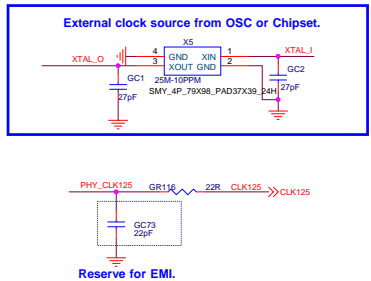 External clock source from OSC or Chipset.
X5
XTAL_O
4 GND XIN 1
3 XOUT GND 2
XTAL_I
GC1
27pF
25M-10PPM
SMY_4P_79X98_PAD37X39_24H
GC2
27pF
PHY_CLK125 GR116 22R CLK125 CLK125
GC73
22pF
Reserve for EMI.